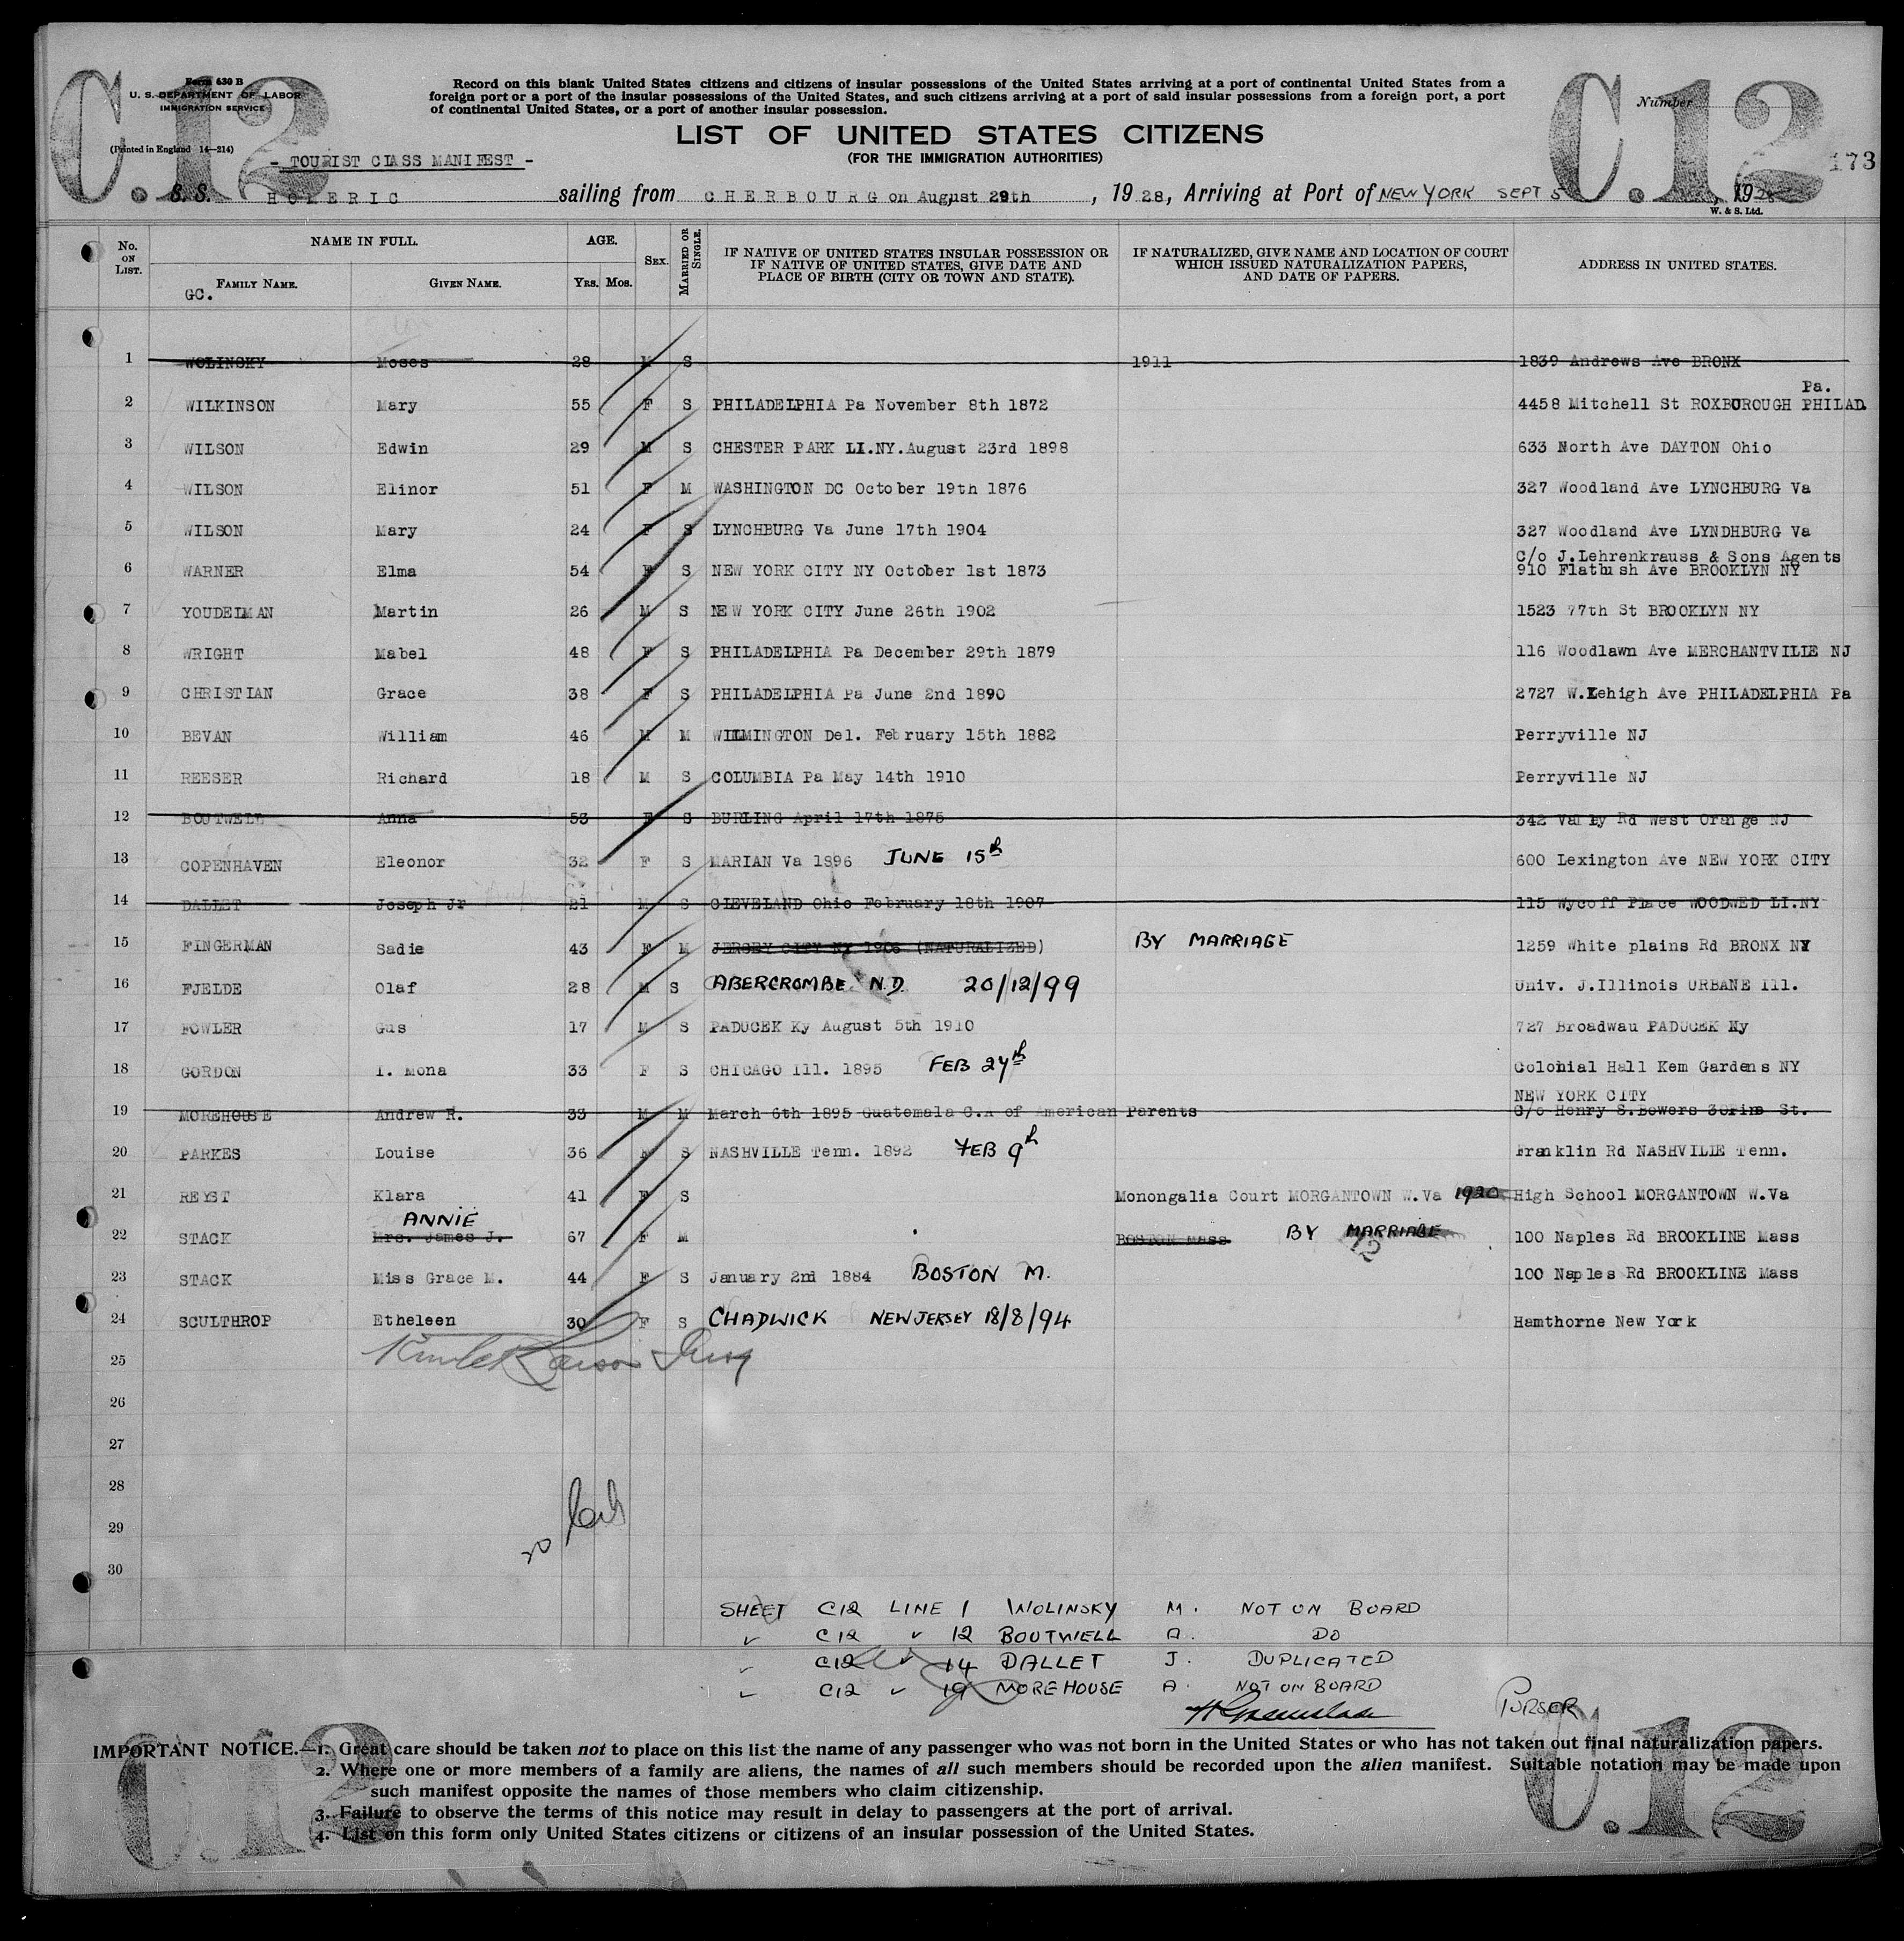 C.12
C.12
Form 630 B
U. S. DEPARTMENT OF LABOR
IMMIGRATION SERVICE
(Printed in England 14—214)
Record on this blank United States citizens and citizens of insular possessions of the United States arriving at a port of continental United States from a
foreign port or a port of the insular possessions of the United States, and such citizens arriving at a port of said insular possessions from a foreign port, a port
of continental United States, or a port of another insular possession.
Number
LIST OF UNITED STATES CITIZENS
(FOR THE IMMIGRATION AUTHORITIES)
- TOURIST CLASS MANIFEST -
173
S. S. HOMERIC sailing from CHERBOURG on August 29th, 1928, Arriving at Port of NEW YORK SEPT 5, 1928
W. & S. Ltd.
No. ON LIST. NAME IN FULL. AGE. SEX. MARRIED OR SINGLE. IF NATIVE OF UNITED STATES INSULAR POSSESSION OR IF NATIVE OF UNITED STATES, GIVE DATE AND PLACE OF BIRTH (CITY OR TOWN AND STATE). IF NATURALIZED, GIVE NAME AND LOCATION OF COURT WHICH ISSUED NATURALIZATION PAPERS, AND DATE OF PAPERS. ADDRESS IN UNITED STATES.
FAMILY NAME. GIVEN NAME. YRS. MOS.
GC.
1 WOLINSKY Moses 28 M S 1911 1839 Andrews Ave BRONX
Pa.
2 WILKINSON Mary 55 F S PHILADELPHIA Pa November 8th 1872 4458 Mitchell St ROXBOROUGH PHILAD.
3 WILSON Edwin 29 M S CHESTER PARK LI.NY. August 23rd 1898 633 North Ave DAYTON Ohio
4 WILSON Elinor 51 F M WASHINGTON DC October 19th 1876 327 Woodland Ave LYNCHBURG Va
5 WILSON Mary 24 F S LYNCHBURG Va June 17th 1904 327 Woodland Ave LYNDHBURG Va
C/o J.Lehrenkrauss & Sons Agents
6 WARNER Elma 54 F S NEW YORK CITY NY October 1st 1873 910 Flatbush Ave BROOKLYN NY
7 YOUDELMAN Martin 26 M S NEW YORK CITY June 26th 1902 1523 77th St BROOKLYN NY
8 WRIGHT Mabel 48 F S PHILADELPHIA Pa December 29th 1879 116 Woodlawn Ave MERCHANTVILLE NJ
9 CHRISTIAN Grace 38 F S PHILADELPHIA Pa June 2nd 1890 2727 W.Lehigh Ave PHILADELPHIA Pa
10 BEVAN William 46 M M WILMINGTON Del. February 15th 1882 Perryville NJ
11 REESER Richard 18 M S COLUMBIA Pa May 14th 1910 Perryville NJ
12 BOUTWELL Anna 53 F S BURLING April 17th 1875 342 Valley Rd West Orange NJ
13 COPENHAVEN Eleonor 32 F S MARIAN Va 1896 JUNE 15th 600 Lexington Ave NEW YORK CITY
14 DALLET Joseph Jr 21 M S CLEVELAND Ohio February 18th 1907 115 Wycoff Place WOODWED LI.NY
15 FINGERMAN Sadie 43 F M JERSEY CITY NY 1906 (NATURALIZED) BY MARRIAGE 1259 White plains Rd BRONX NY
16 FJELDE Olaf 28 M S ABERCROMBE N.D. 20/12/99 Univ. J.Illinois URBANE Ill.
17 FOWLER Gus 17 M S PADUCEK Ky August 5th 1910 727 Broadwau PADUCEK Ky
18 GORDON I. Mona 33 F S CHICAGO Ill. 1895 FEB 24th Colonial Hall Kem Gardens NY
NEW YORK CITY
19 MOREHOUSE Andrew R. 33 M M March 6th 1895 Guatemala C.A of American Parents C/o Henry S.Bowers 30Pine St.
20 PARKES Louise 36 F S NASHVILLE Tenn. 1892 FEB 9th Franklin Rd NASHVILLE Tenn.
21 REYST Klara 41 F S Monongalia Court MORGANTOWN W.Va 1920 High School MORGANTOWN W.Va
ANNIE
22 STACK Mrs. James J. 67 F M BOSTON Mass BY MARRIAGE 100 Naples Rd BROOKLINE Mass
23 STACK Miss Grace M. 44 F S January 2nd 1884 BOSTON M. 100 Naples Rd BROOKLINE Mass
24 SCULTHROP Etheleen 30 F S CHADWICK NEW JERSEY 18/8/94 Hamthorne New York
25
26
27
28
29
30
20
SHEET C12 LINE 1 WOLINSKY M. NOT ON BOARD
C12 12 BOUTWELL A. DO
C12 14 DALLET J. DUPLICATED
C12 19 MOREHOUSE A. NOT ON BOARD
PURSER
IMPORTANT NOTICE.—1. Great care should be taken not to place on this list the name of any passenger who was not born in the United States or who has not taken out final naturalization papers.
2. Where one or more members of a family are aliens, the names of all such members should be recorded upon the alien manifest. Suitable notation may be made upon
such manifest opposite the names of those members who claim citizenship.
3. Failure to observe the terms of this notice may result in delay to passengers at the port of arrival.
4. List on this form only United States citizens or citizens of an insular possession of the United States.
C.12
C.12